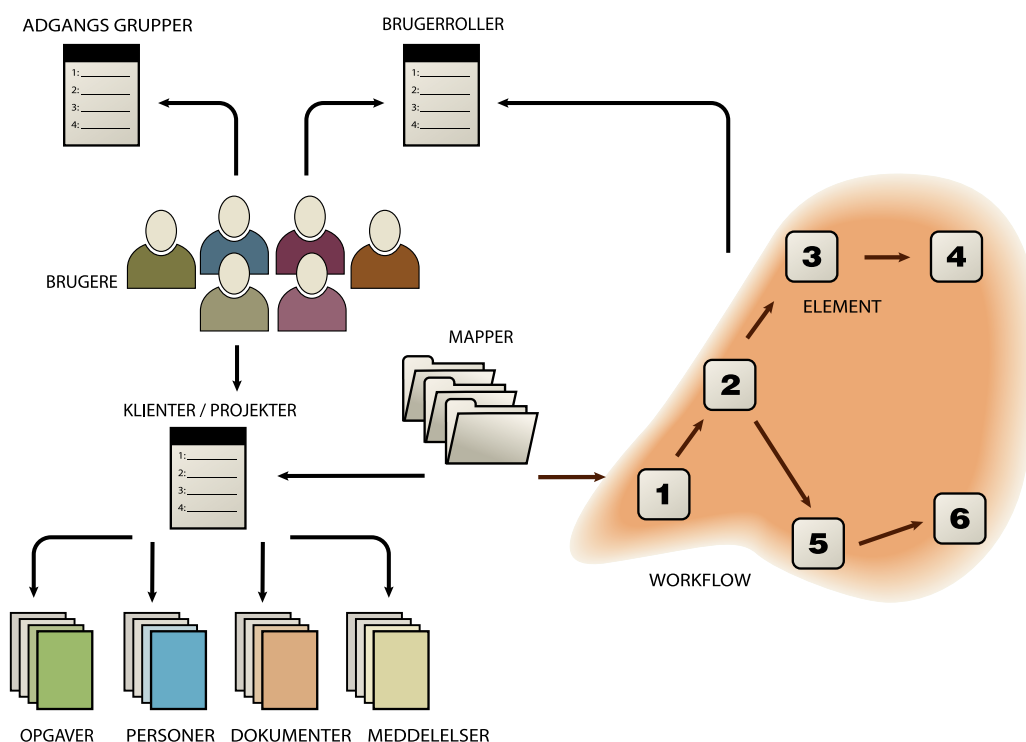 ADGANGS GRUPPER
1:
2:
3:
4:
BRUGERROLLER
1:
2:
3:
4:
BRUGERE
3
4
ELEMENT
2
1
5
6
WORKFLOW
MAPPER
KLIENTER / PROJEKTER
1:
2:
3:
4:
OPGAVER
PERSONER
DOKUMENTER
MEDDELELSER